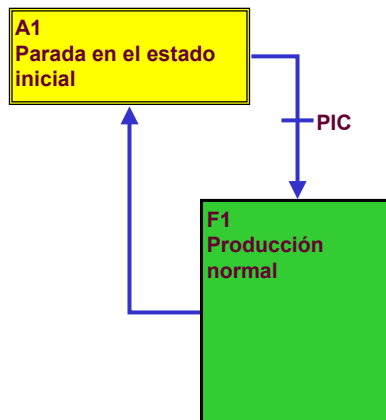 A1
Parada en el estado
inicial
PIC
F1
Producción
normal